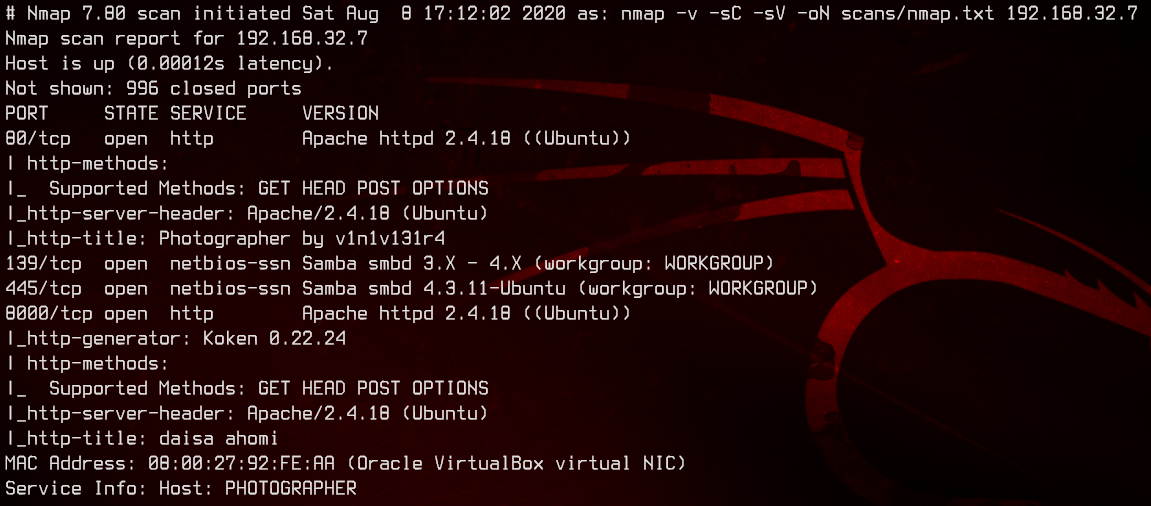 # Nmap 7.80 scan initiated Sat Aug  8 17:12:02 2020 as: nmap -v -sC -sV -oN scans/nmap.txt 192.168.32.7
Nmap scan report for 192.168.32.7
Host is up (0.00012s latency).
Not shown: 996 closed ports
PORT     STATE SERVICE     VERSION
80/tcp   open  http        Apache httpd 2.4.18 ((Ubuntu))
| http-methods:
|_  Supported Methods: GET HEAD POST OPTIONS
|_http-server-header: Apache/2.4.18 (Ubuntu)
|_http-title: Photographer by v1n1v131r4
139/tcp  open  netbios-ssn Samba smbd 3.X - 4.X (workgroup: WORKGROUP)
445/tcp  open  netbios-ssn Samba smbd 4.3.11-Ubuntu (workgroup: WORKGROUP)
8000/tcp open  http        Apache httpd 2.4.18 ((Ubuntu))
|_http-generator: Koken 0.22.24
| http-methods:
|_  Supported Methods: GET HEAD POST OPTIONS
|_http-server-header: Apache/2.4.18 (Ubuntu)
|_http-title: daisa ahomi
MAC Address: 08:00:27:92:FE:AA (Oracle VirtualBox virtual NIC)
Service Info: Host: PHOTOGRAPHER